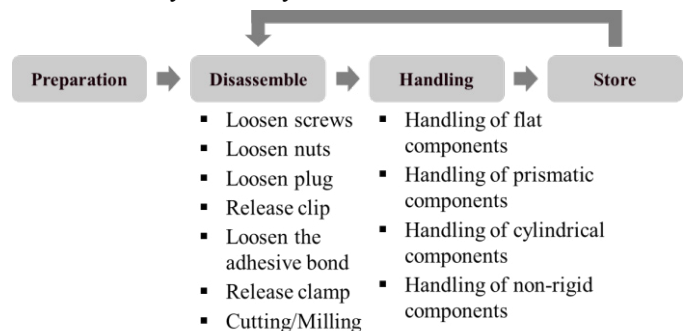 Preparation
Disassemble
Handling
Store
▪ Loosen screws
▪ Loosen nuts
▪ Loosen plug
▪ Release clip
▪ Loosen the
adhesive bond
▪ Release clamp
▪ Cutting/Milling
▪ Handling of flat
components
▪ Handling of prismatic
components
▪ Handling of cylindrical
components
▪ Handling of non-rigid
components